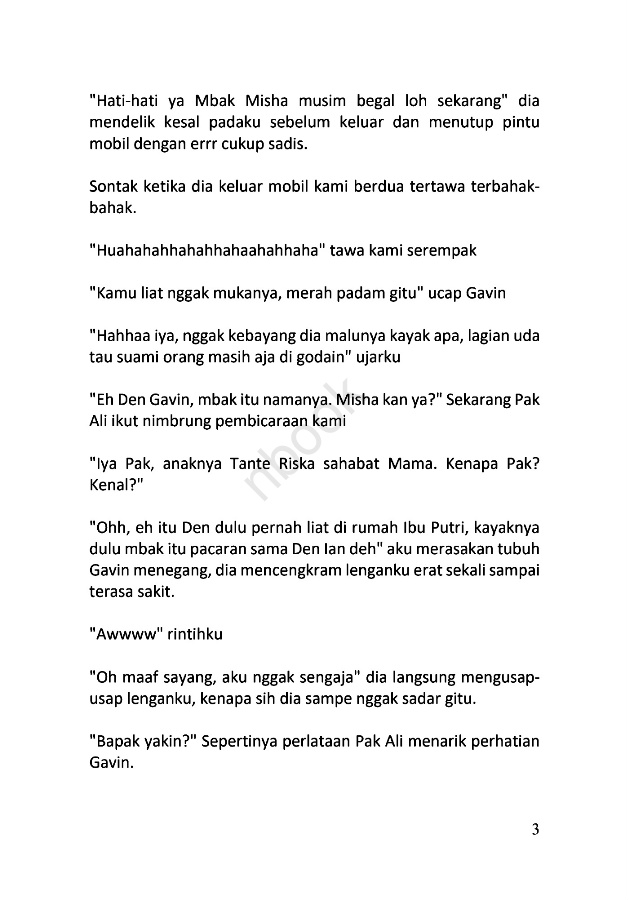 "Hati-hati ya Mbak Misha musim begal loh sekarang" dia
mendelik kesal padaku sebelum keluar dan menutup pintu
mobil dengan errr cukup sadis.
Sontak ketika dia keluar mobil kami berdua tertawa terbahak-
bahak.
"Huahahahhahahhahaahahhaha" tawa kami serempak
"Kamu liat nggak mukanya, merah padam gitu" ucap Gavin
"Hahhaa iya, nggak kebayang dia malunya kayak apa, lagian uda
tau suami orang masih aja di godain" ujarku
"Eh Den Gavin, mbak itu namanya. Misha kan ya?" Sekarang Pak
Ali ikut nimbrung pembicaraan kami
"Iya Pak, anaknya Tante Riska sahabat Mama. Kenapa Pak?
Kenal?"
"Ohh, eh itu Den dulu pernah liat di rumah Ibu Putri, kayaknya
dulu mbak itu pacaran sama Den Ian deh" aku merasakan tubuh
Gavin menegang, dia mencengkram lenganku erat sekali sampai
terasa sakit.
"Awwww" rintihku
"Oh maaf sayang, aku nggak sengaja" dia langsung mengusap-
usap lenganku, kenapa sih dia sampe nggak sadar gitu.
"Bapak yakin?" Sepertinya perlataan Pak Ali menarik perhatian
Gavin.
nbook
3